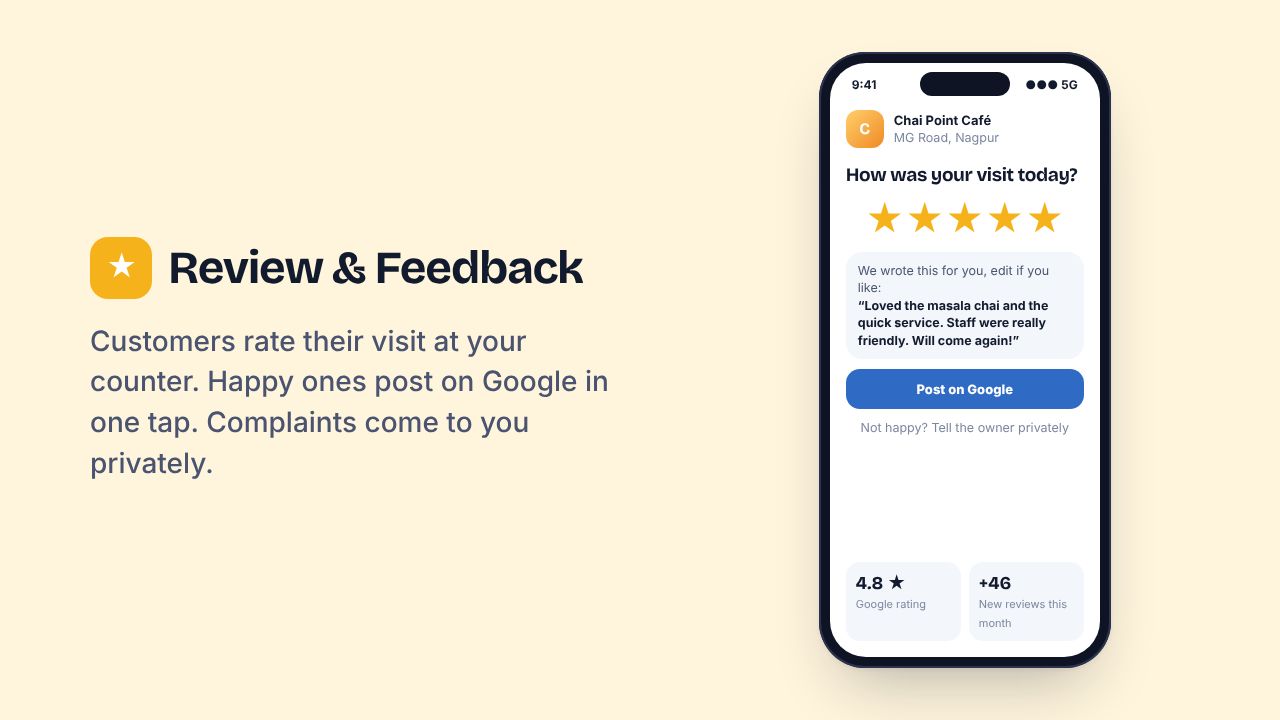 Review & Feedback
Customers rate their visit at your
counter. Happy ones post on Google in
one tap. Complaints come to you
privately.
9:41
5G
C
Chai Point Café
MG Road, Nagpur
How was your visit today?
We wrote this for you, edit if you
like:
“Loved the masala chai and the
quick service. Staff were really
friendly. Will come again!”
Post on Google
Not happy? Tell the owner privately
4.8 ★
Google rating
+46
New reviews this
month